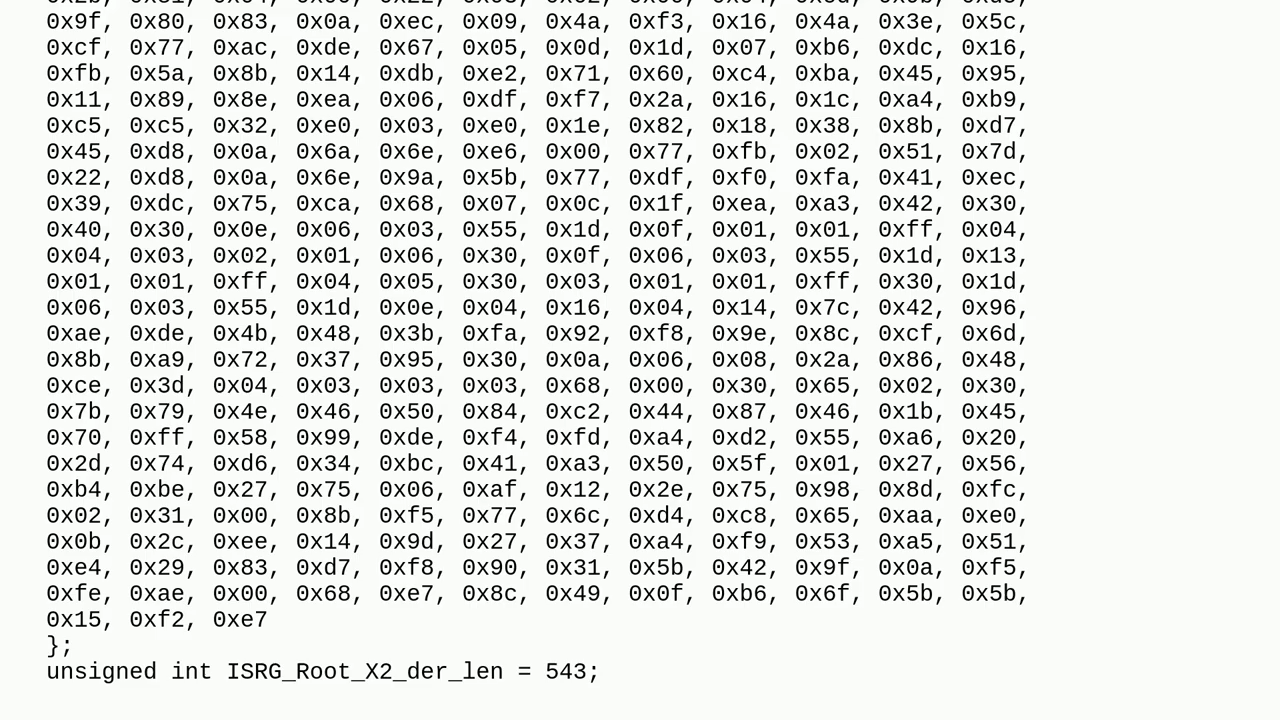 0x9f, 0x80, 0x83, 0x0a, 0xec, 0x09, 0x4a, 0xf3, 0x16, 0x4a, 0x3e, 0x5c,
0xcf, 0x77, 0xac, 0xde, 0x67, 0x05, 0x0d, 0x1d, 0x07, 0xb6, 0xdc, 0x16,
0xfb, 0x5a, 0x8b, 0x14, 0xdb, 0xe2, 0x71, 0x60, 0xc4, 0xba, 0x45, 0x95,
0x11, 0x89, 0x8e, 0xea, 0x06, 0xdf, 0xf7, 0x2a, 0x16, 0x1c, 0xa4, 0xb9,
0xc5, 0xc5, 0x32, 0xe0, 0x03, 0xe0, 0x1e, 0x82, 0x18, 0x38, 0x8b, 0xd7,
0x45, 0xd8, 0x0a, 0x6a, 0x6e, 0xe6, 0x00, 0x77, 0xfb, 0x02, 0x51, 0x7d,
0x22, 0xd8, 0x0a, 0x6e, 0x9a, 0x5b, 0x77, 0xdf, 0xf0, 0xfa, 0x41, 0xec,
0x39, 0xdc, 0x75, 0xca, 0x68, 0x07, 0x0c, 0x1f, 0xea, 0xa3, 0x42, 0x30,
0x40, 0x30, 0x0e, 0x06, 0x03, 0x55, 0x1d, 0x0f, 0x01, 0x01, 0xff, 0x04,
0x04, 0x03, 0x02, 0x01, 0x06, 0x30, 0x0f, 0x06, 0x03, 0x55, 0x1d, 0x13,
0x01, 0x01, 0xff, 0x04, 0x05, 0x30, 0x03, 0x01, 0x01, 0xff, 0x30, 0x1d,
0x06, 0x03, 0x55, 0x1d, 0x0e, 0x04, 0x16, 0x04, 0x14, 0x7c, 0x42, 0x96,
0xae, 0xde, 0x4b, 0x48, 0x3b, 0xfa, 0x92, 0xf8, 0x9e, 0x8c, 0xcf, 0x6d,
0x8b, 0xa9, 0x72, 0x37, 0x95, 0x30, 0x0a, 0x06, 0x08, 0x2a, 0x86, 0x48,
0xce, 0x3d, 0x04, 0x03, 0x03, 0x03, 0x68, 0x00, 0x30, 0x65, 0x02, 0x30,
0x7b, 0x79, 0x4e, 0x46, 0x50, 0x84, 0xc2, 0x44, 0x87, 0x46, 0x1b, 0x45,
0x70, 0xff, 0x58, 0x99, 0xde, 0xf4, 0xfd, 0xa4, 0xd2, 0x55, 0xa6, 0x20,
0x2d, 0x74, 0xd6, 0x34, 0xbc, 0x41, 0xa3, 0x50, 0x5f, 0x01, 0x27, 0x56,
0xb4, 0xbe, 0x27, 0x75, 0x06, 0xaf, 0x12, 0x2e, 0x75, 0x98, 0x8d, 0xfc,
0x02, 0x31, 0x00, 0x8b, 0xf5, 0x77, 0x6c, 0xd4, 0xc8, 0x65, 0xaa, 0xe0,
0x0b, 0x2c, 0xee, 0x14, 0x9d, 0x27, 0x37, 0xa4, 0xf9, 0x53, 0xa5, 0x51,
0xe4, 0x29, 0x83, 0xd7, 0xf8, 0x90, 0x31, 0x5b, 0x42, 0x9f, 0x0a, 0xf5,
0xfe, 0xae, 0x00, 0x68, 0xe7, 0x8c, 0x49, 0x0f, 0xb6, 0x6f, 0x5b, 0x5b,
0x15, 0xf2, 0xe7
};
unsigned int ISRG_Root_X2_der_len = 543;